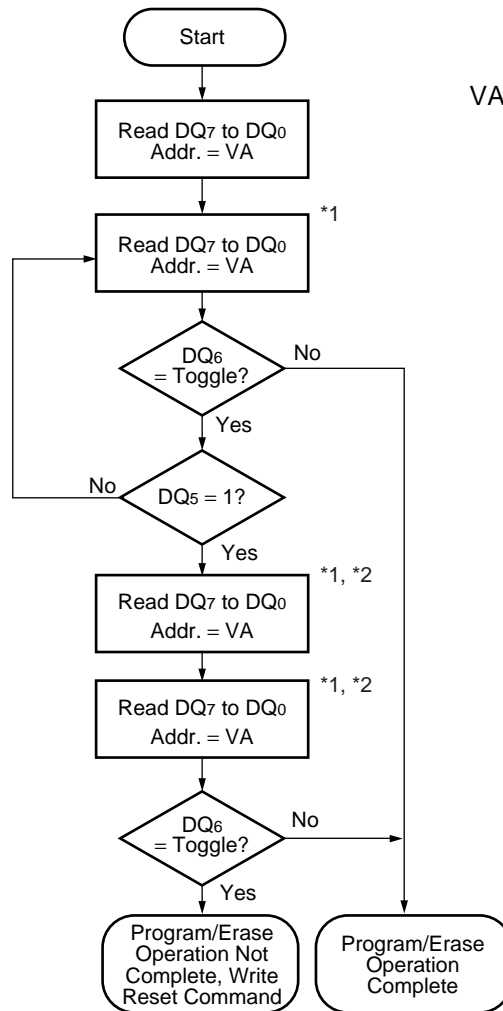 Start
VA
Read DQ7 to DQ0
Addr. = VA
*1
Read DQ7 to DQ0
Addr. = VA
DQ6
= Toggle?
No
Yes
No
DQ5 = 1?
Yes
*1, *2
Read DQ7 to DQ0
Addr. = VA
*1, *2
Read DQ7 to DQ0
Addr. = VA
DQ6
= Toggle?
No
Yes
Program/Erase
Operation Not
Complete, Write
Reset Command
Program/Erase
Operation
Complete